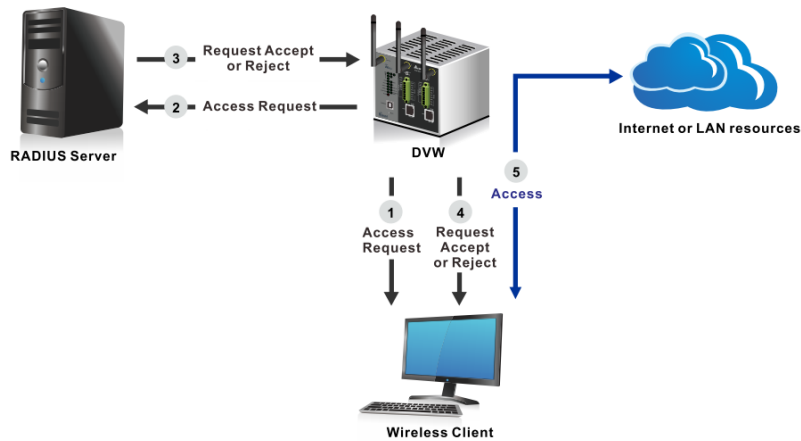 3
Request Accept
or Reject
2
Access Request
RADIUS Server
DVW
Internet or LAN resources
5
Access
1
Access
Request
4
Request
Accept
or Reject
Wireless Client